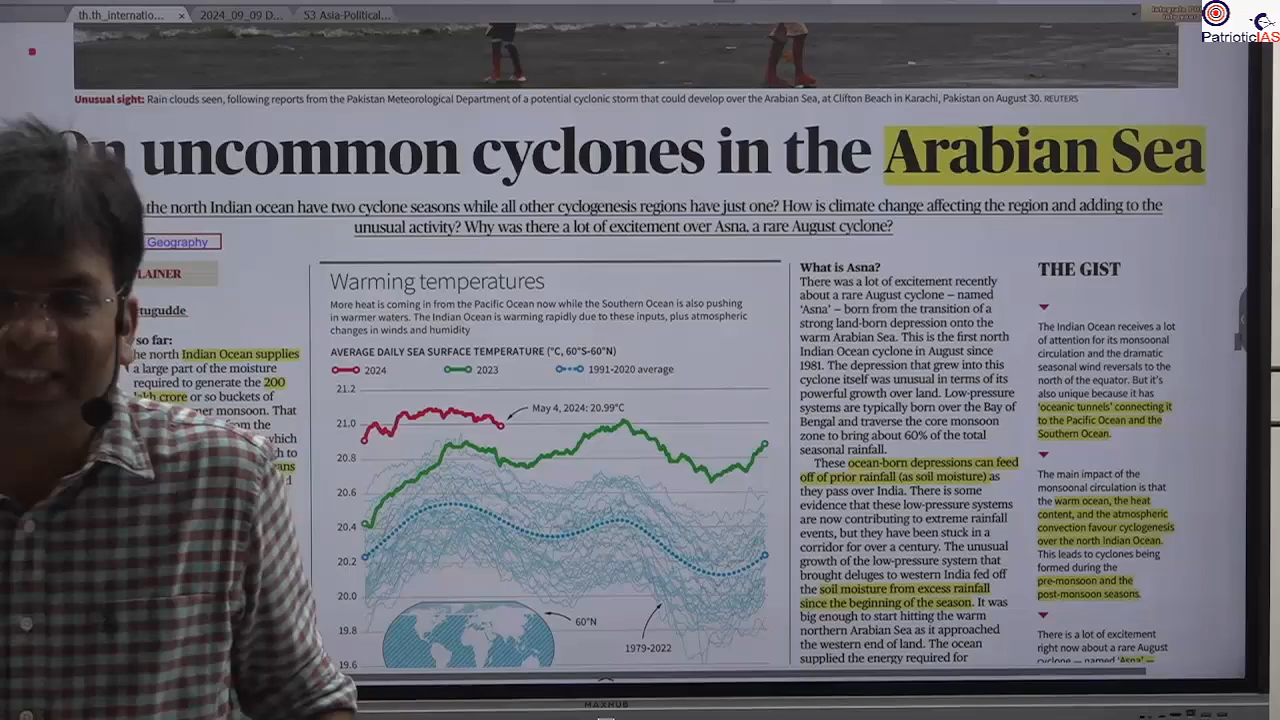 th.th_internatio...
2024_09_09 D...
S3 Asia-Political...
PatrioticIAS
Unusual sight: Rain clouds seen, following reports from the Pakistan Meteorological Department of a potential cyclonic storm that could develop over the Arabian Sea, at Clifton Beach in Karachi, Pakistan on August 30. REUTERS
On uncommon cyclones in the Arabian Sea
the north Indian ocean have two cyclone seasons while all other cyclogenesis regions have just one? How is climate change affecting the region and adding to the
unusual activity? Why was there a lot of excitement over Asna, a rare August cyclone?
Geography
LAINER
tugudde
so far:
he north Indian Ocean supplies
a large part of the moisture
required to generate the 200
lakh crore or so buckets of
mer monsoon. That
from the
which
h to
ans
Warming temperatures
More heat is coming in from the Pacific Ocean now while the Southern Ocean is also pushing
in warmer waters. The Indian Ocean is warming rapidly due to these inputs, plus atmospheric
changes in winds and humidity
AVERAGE DAILY SEA SURFACE TEMPERATURE (°C, 60°S-60°N)
2024
2023
1991-2020 average
21.2
May 4, 2024: 20.99°C
21.0
20.8
20.6
20.4
20.2
20.0
60°N
19.8
1979-2022
19.6
What is Asna?
There was a lot of excitement recently
about a rare August cyclone – named
'Asna' – born from the transition of a
strong land-born depression onto the
warm Arabian Sea. This is the first north
Indian Ocean cyclone in August since
1981. The depression that grew into this
cyclone itself was unusual in terms of its
powerful growth over land. Low-pressure
systems are typically born over the Bay of
Bengal and traverse the core monsoon
zone to bring about 60% of the total
seasonal rainfall.
These ocean-born depressions can feed
off of prior rainfall (as soil moisture) as
they pass over India. There is some
evidence that these low-pressure systems
are now contributing to extreme rainfall
events, but they have been stuck in a
corridor for over a century. The unusual
growth of the low-pressure system that
brought deluges to western India fed off
the soil moisture from excess rainfall
since the beginning of the season. It was
big enough to start hitting the warm
northern Arabian Sea as it approached
the western end of land. The ocean
supplied the energy required for
THE GIST
The Indian Ocean receives a lot
of attention for its monsoonal
circulation and the dramatic
seasonal wind reversals to the
north of the equator. But it's
also unique because it has
'oceanic tunnels' connecting it
to the Pacific Ocean and the
Southern Ocean.
The main impact of the
monsoonal circulation is that
the warm ocean, the heat
content, and the atmospheric
convection favour cyclogenesis
over the north Indian Ocean.
This leads to cyclones being
formed during the
pre-monsoon and the
post-monsoon seasons.
There is a lot of excitement
right now about a rare August
cyclone — named 'Asna' —
MAXHUB